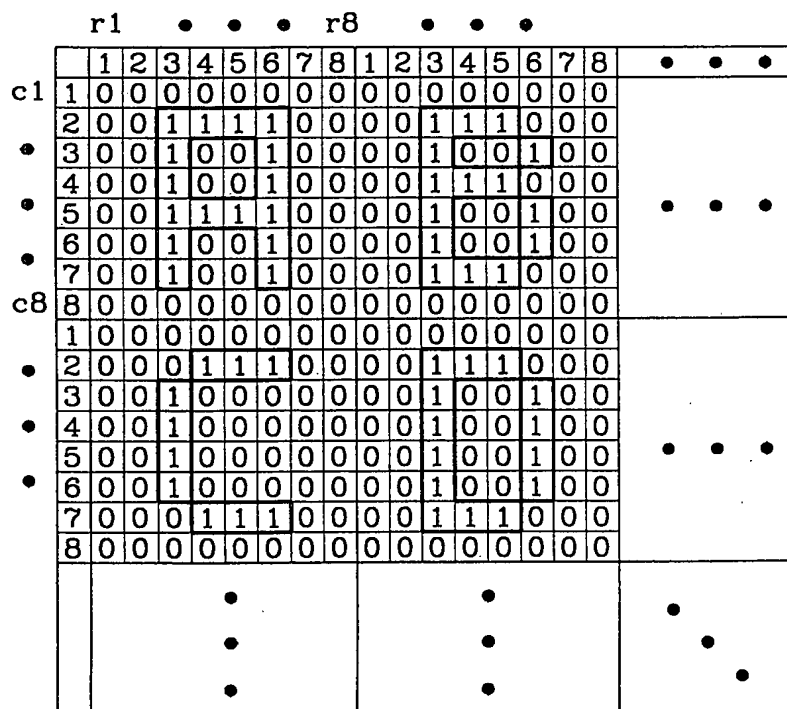 r1 • • • r8 • • •
1 2 3 4 5 6 7 8 1 2 3 4 5 6 7 8 • • •
c1 1 0 0 0 0 0 0 0 0 0 0 0 0 0 0 0 0
2 0 0 1 1 1 1 0 0 0 0 1 1 1 0 0 0
• 3 0 0 1 0 0 1 0 0 0 0 1 0 0 1 0 0
4 0 0 1 0 0 1 0 0 0 0 1 1 1 0 0 0
• 5 0 0 1 1 1 1 0 0 0 0 1 0 0 1 0 0 • • •
• 6 0 0 1 0 0 1 0 0 0 0 1 0 0 1 0 0
7 0 0 1 0 0 1 0 0 0 0 1 1 1 0 0 0
c8 8 0 0 0 0 0 0 0 0 0 0 0 0 0 0 0 0
1 0 0 0 0 0 0 0 0 0 0 0 0 0 0 0 0
• 2 0 0 0 1 1 1 0 0 0 0 1 1 1 0 0 0
3 0 0 1 0 0 0 0 0 0 0 1 0 0 1 0 0
• 4 0 0 1 0 0 0 0 0 0 0 1 0 0 1 0 0
5 0 0 1 0 0 0 0 0 0 0 1 0 0 1 0 0 • • •
• 6 0 0 1 0 0 0 0 0 0 0 1 0 0 1 0 0
7 0 0 0 1 1 1 0 0 0 0 1 1 1 0 0 0
8 0 0 0 0 0 0 0 0 0 0 0 0 0 0 0 0
• • •
• • •
• • •